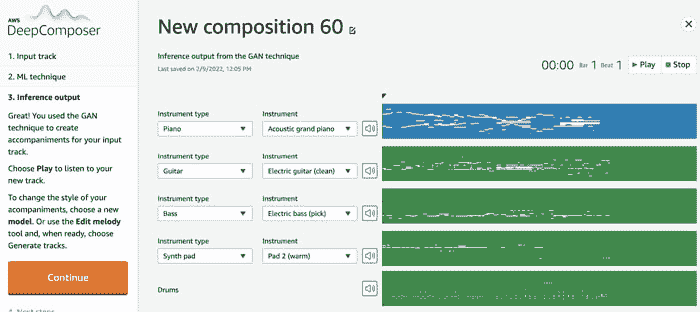 AWS
DeepComposer
1. Input track
2. ML technique
3. Inference output
Great! You used the GAN
technique to create
accompaniments for your input
track.
Choose Play to listen to your
new track.
To change the style of your
acompaniments, choose a new
model. Or use the Edit melody
tool and, when ready, choose
Generate tracks.
Continue
New composition 60
Inference output from the GAN technique
Last saved on 2/9/2022, 12:05 PM
00:00 Bar 1 Beat 1 Play Stop
Instrument type Instrument
Piano Acoustic grand piano
Instrument type Instrument
Guitar Electric guitar (clean)
Instrument type Instrument
Bass Electric bass (pick)
Instrument type Instrument
Synth pad Pad 2 (warm)
Drums